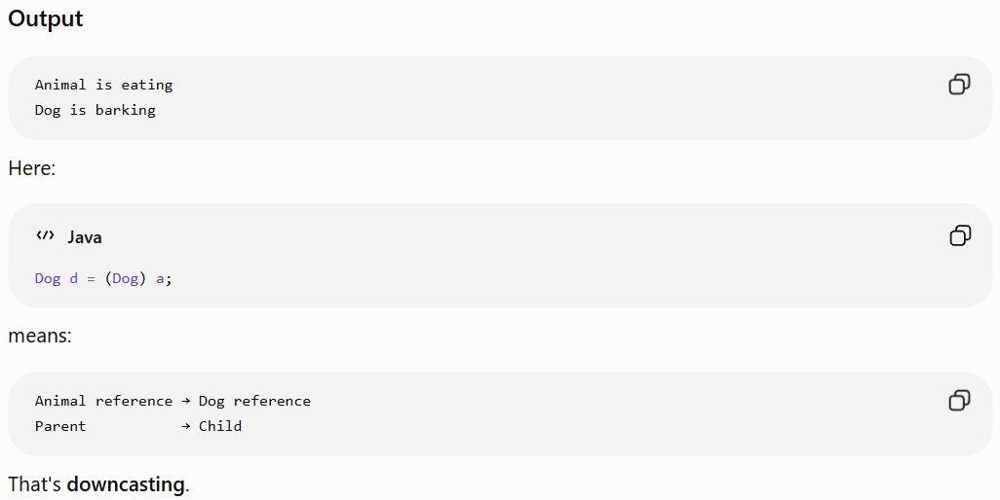 Output
Animal is eating
Dog is barking
Here:
</> Java
Dog d = (Dog) a;
means:
Animal reference → Dog reference
Parent           → Child
That's downcasting.